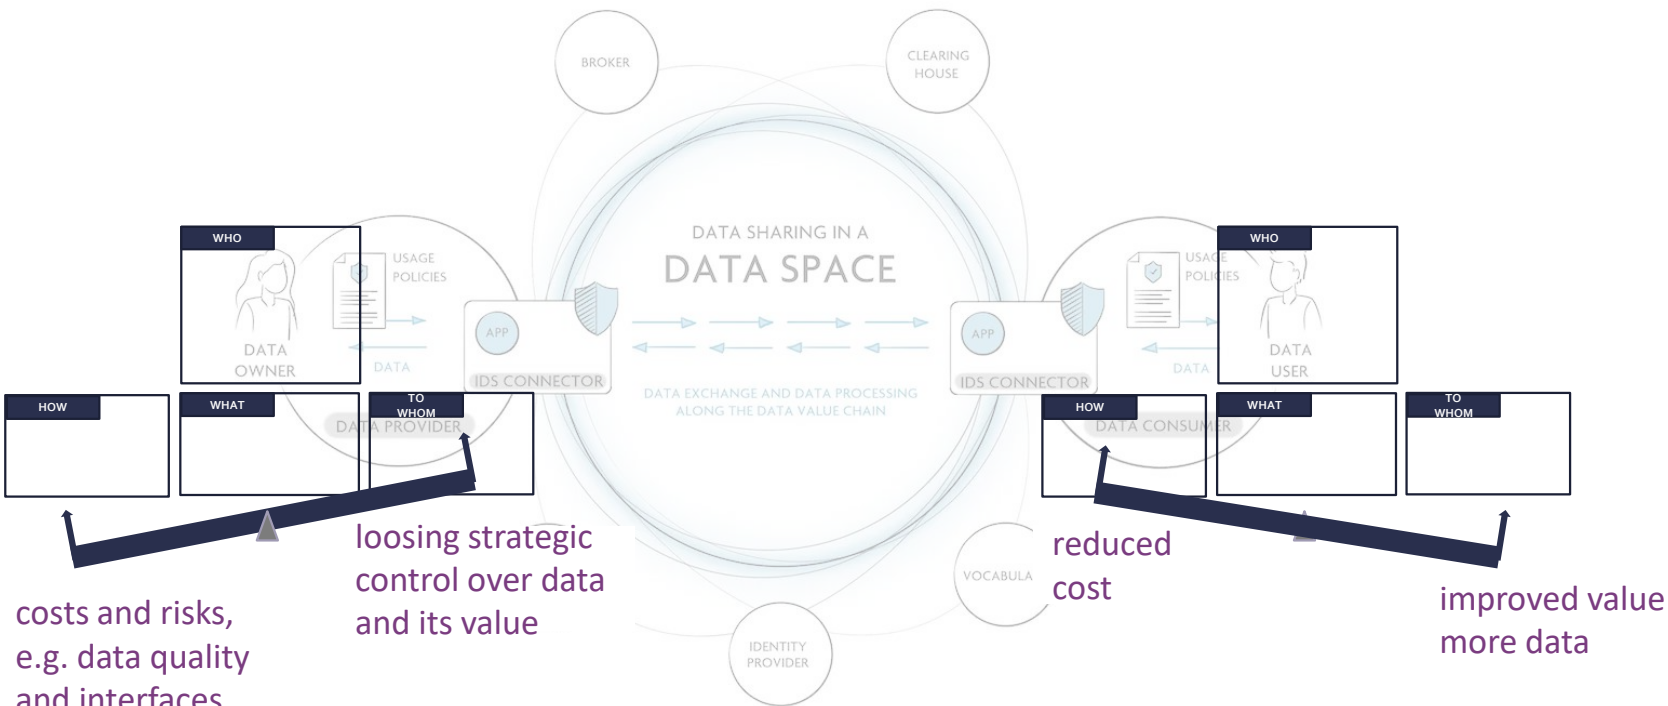 BROKER
CLEARING
HOUSE
DATA SHARING IN A
DATA SPACE
DATA EXCHANGE AND DATA PROCESSING
ALONG THE DATA VALUE CHAIN
WHO
USAGE
POLICIES
DATA
OWNER
DATA
APP
IDS CONNECTOR
HOW
WHAT
TO
WHOM
DATA PROVIDER
loosing strategic
control over data
and its value
costs and risks,
e.g. data quality
and interfaces
APP
IDS CONNECTOR
USAGE
POLICIES
WHO
DATA
DATA
USER
HOW
WHAT
TO
WHOM
DATA CONSUMER
reduced
cost
improved value
more data
VOCABULA
IDENTITY
PROVIDER